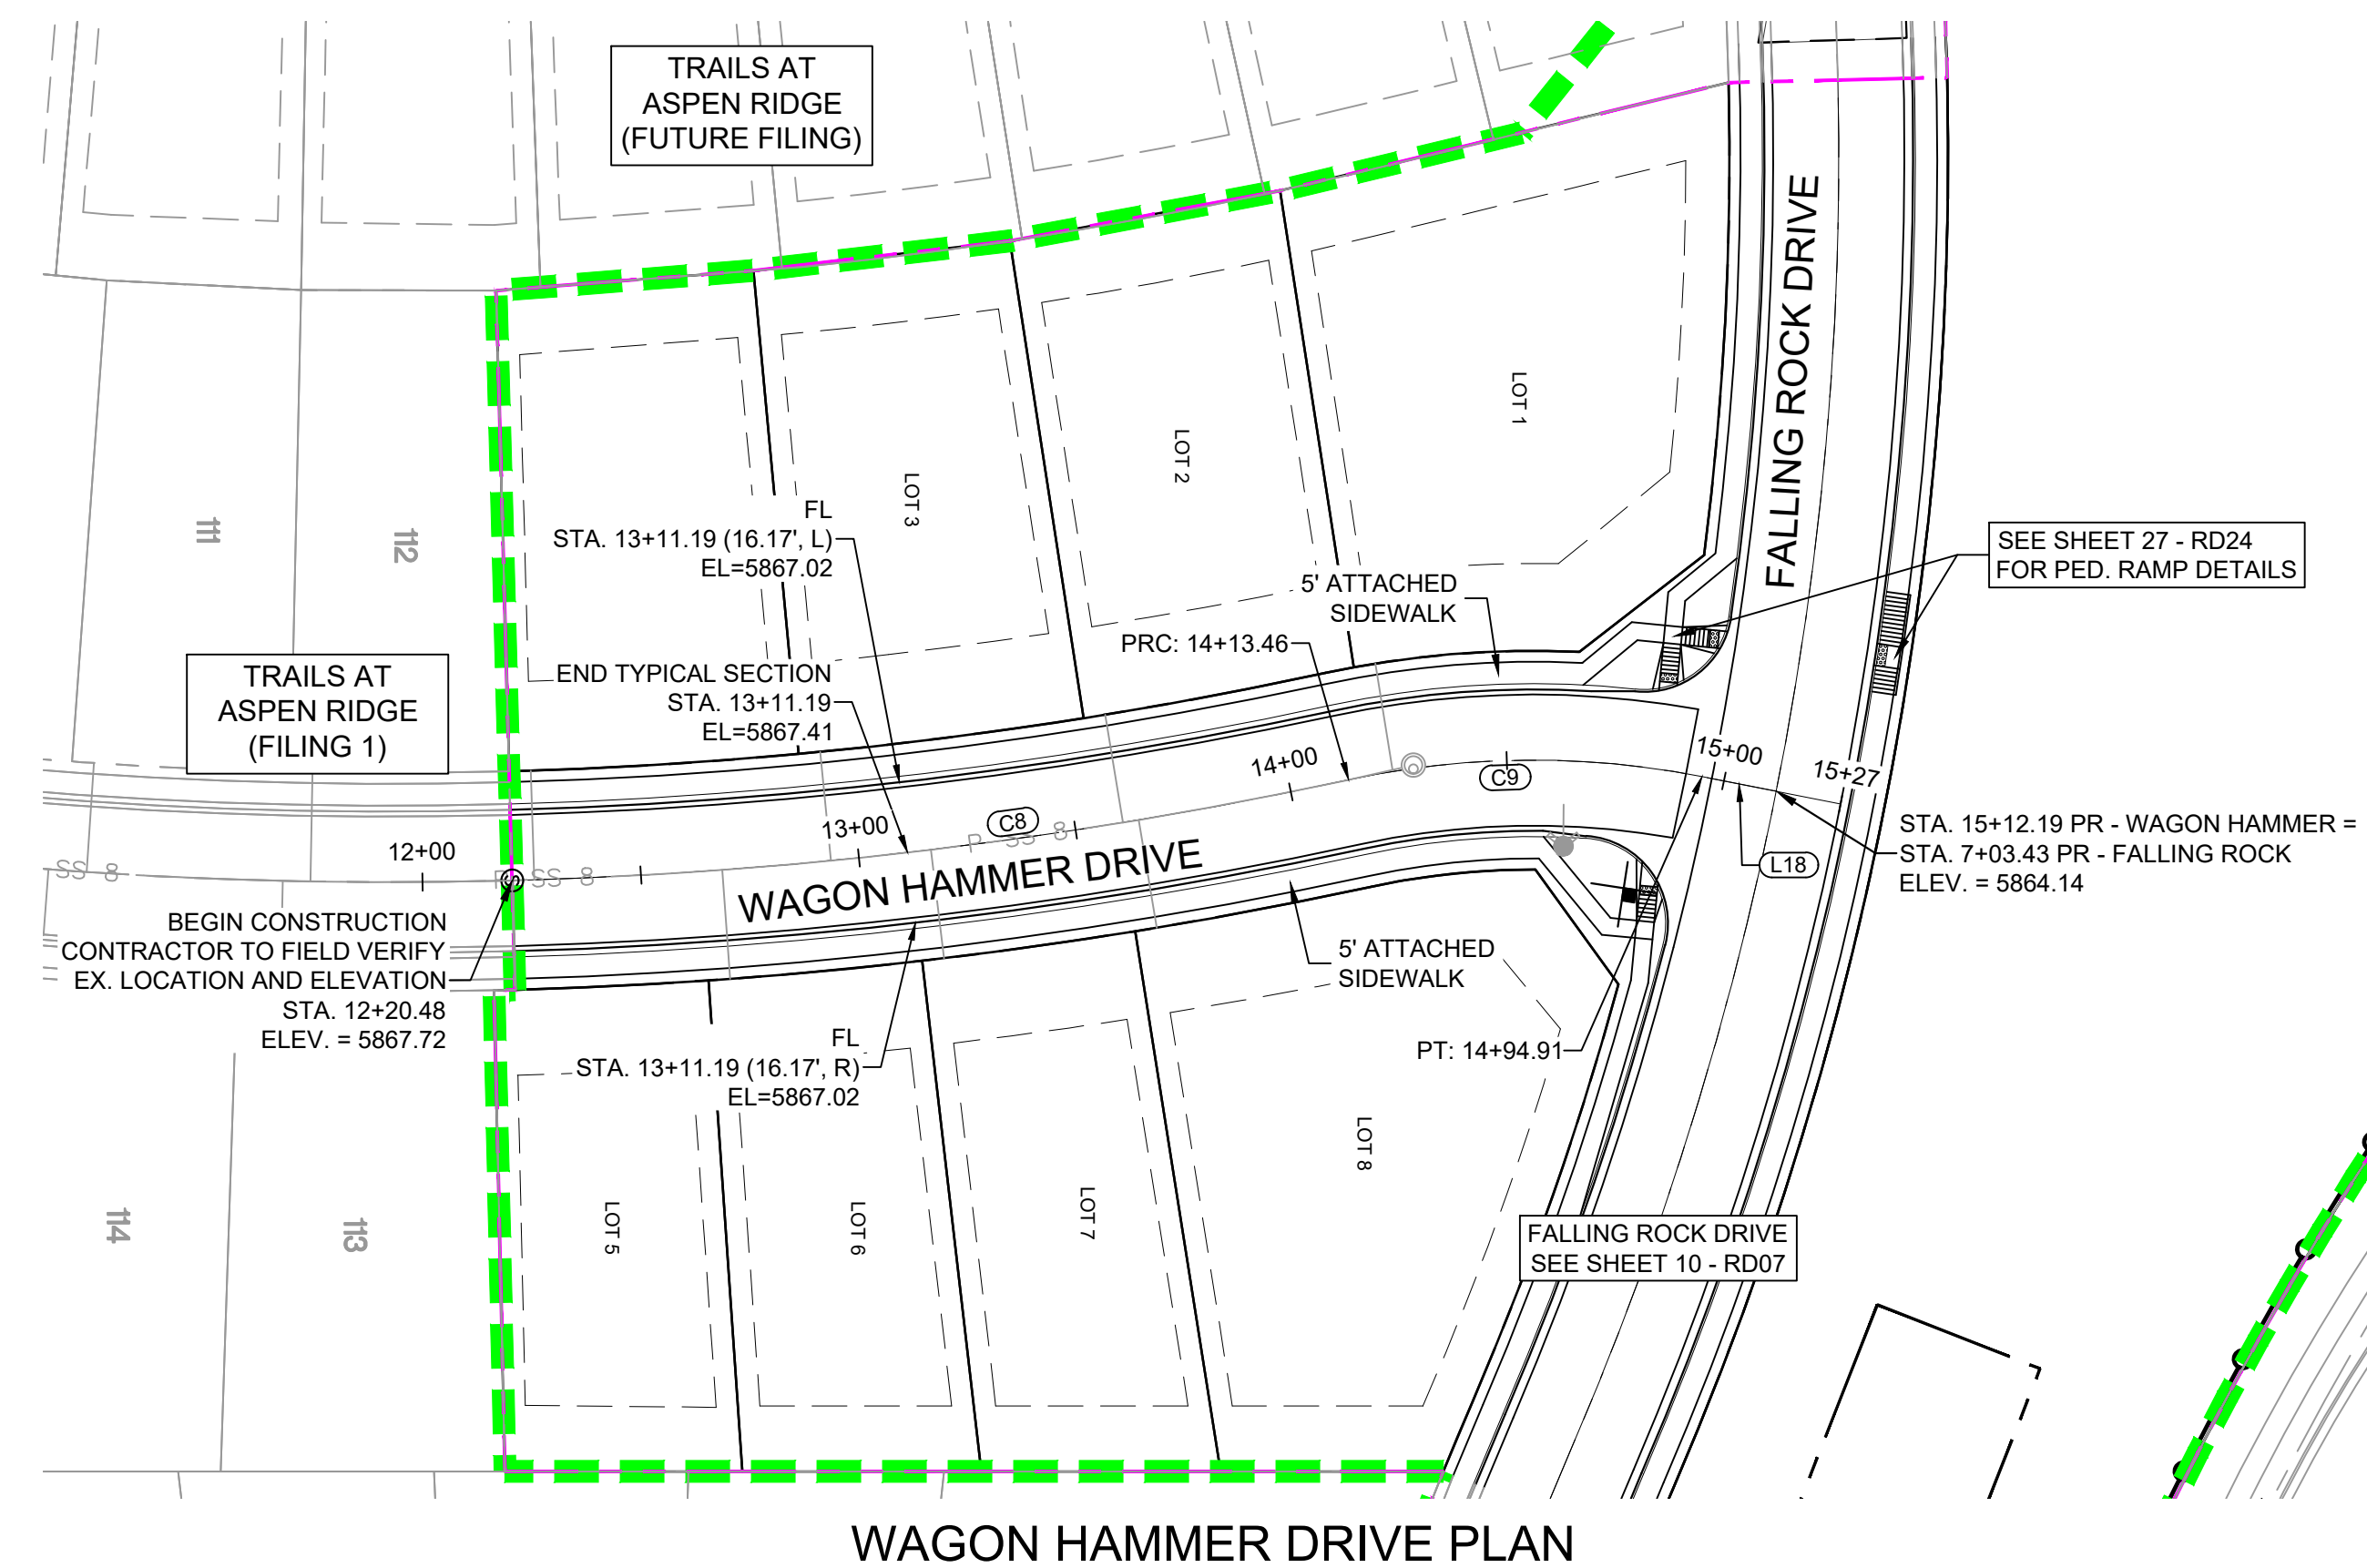 TRAILS AT
ASPEN RIDGE
(FUTURE FILING)
FALLING ROCK DRIVE
LOT 1
LOT 2
LOT 3
111
112
FL
STA. 13+11.19 (16.17', L)
EL=5867.02
SEE SHEET 27 - RD24
FOR PED. RAMP DETAILS
5' ATTACHED
SIDEWALK
PRC: 14+13.46
END TYPICAL SECTION
STA. 13+11.19
EL=5867.41
TRAILS AT
ASPEN RIDGE
(FILING 1)
12+00
13+00
14+00
15+00
15+27
C8
C9
L18
SS 8
SS 8
P SS 8
WAGON HAMMER DRIVE
STA. 15+12.19 PR - WAGON HAMMER =
STA. 7+03.43 PR - FALLING ROCK
ELEV. = 5864.14
BEGIN CONSTRUCTION
CONTRACTOR TO FIELD VERIFY
EX. LOCATION AND ELEVATION
STA. 12+20.48
ELEV. = 5867.72
5' ATTACHED
SIDEWALK
FL
STA. 13+11.19 (16.17', R)
EL=5867.02
PT: 14+94.91
114
113
LOT 5
LOT 6
LOT 7
LOT 8
FALLING ROCK DRIVE
SEE SHEET 10 - RD07
WAGON HAMMER DRIVE PLAN